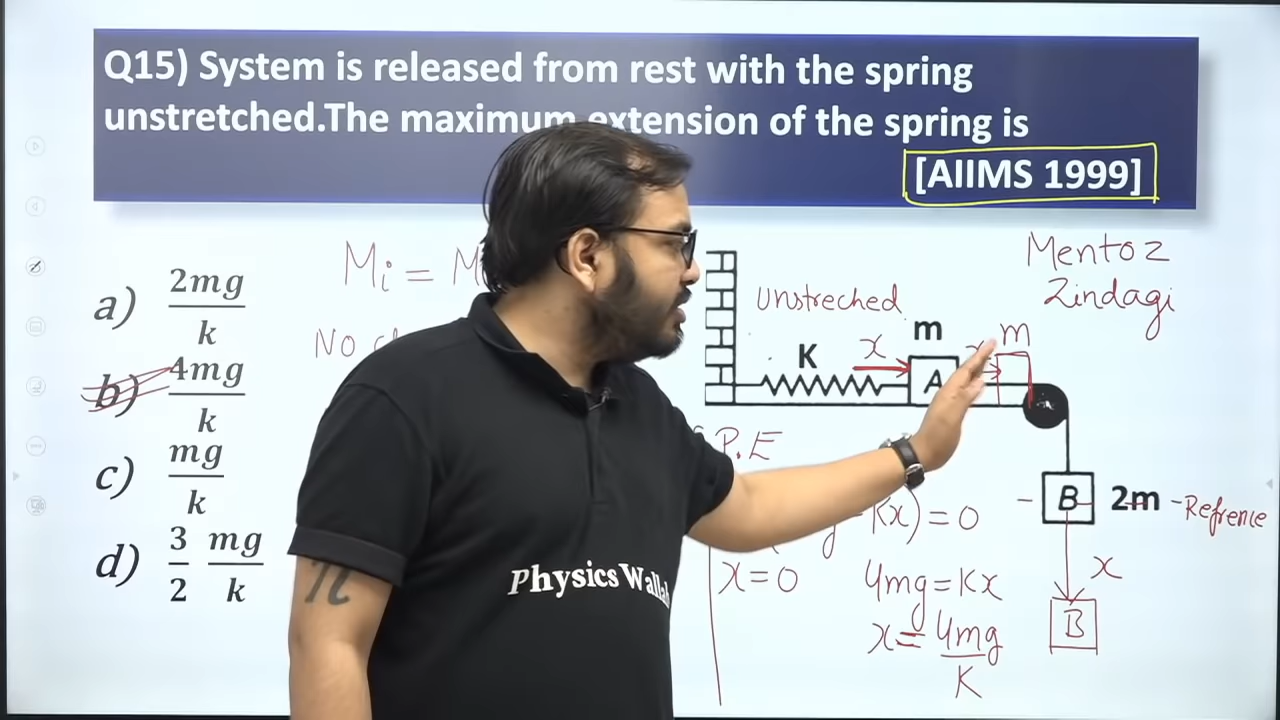 Q15) System is released from rest with the spring
unstretched.The maximum extension of the spring is
[AIIMS 1999]
a) 2mg/k
b) 4mg/k
c) mg/k
d) 3/2 mg/k
Mi = M
No
Unstreched
Mentoz
Zindagi
K
x
m
A
x
m
P.E
Kx) = 0
x = 0
4mg = Kx
x = 4mg/K
B
2m - Refrence
x
B
Physics Wallah
π